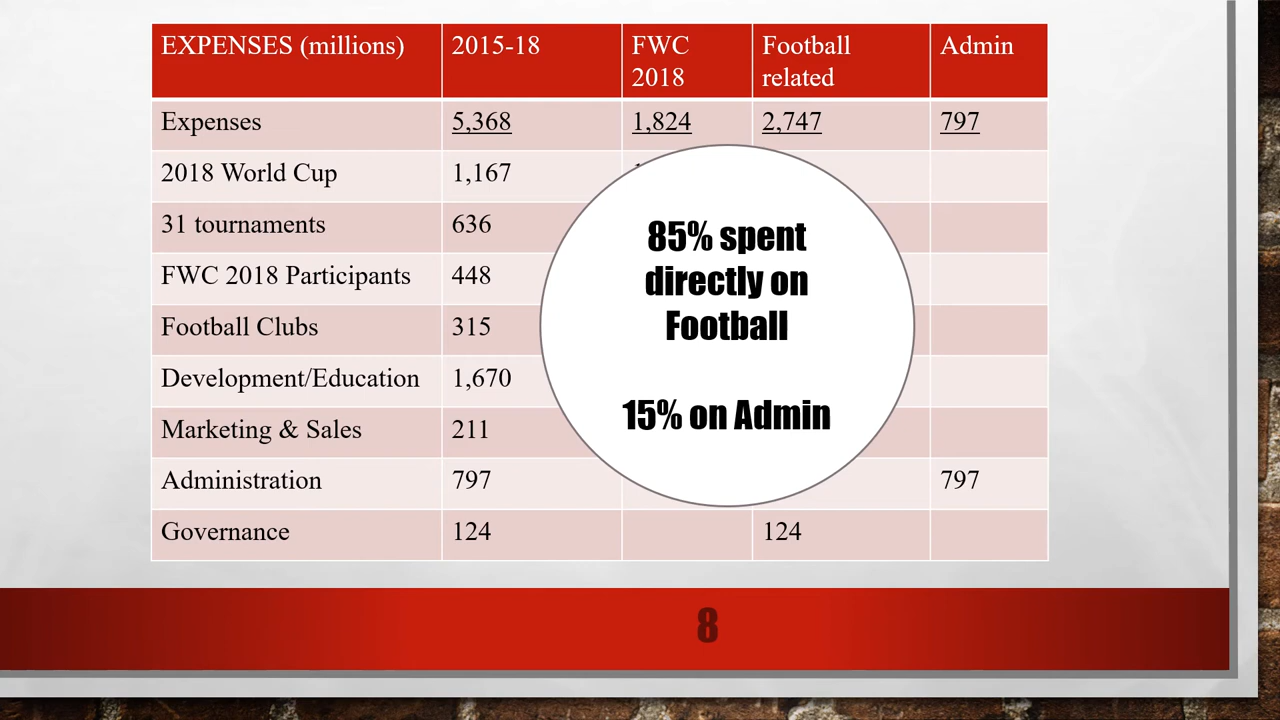 EXPENSES (millions) 2015-18 FWC 2018 Football related Admin
Expenses 5,368 1,824 2,747 797
2018 World Cup 1,167
31 tournaments 636
FWC 2018 Participants 448
Football Clubs 315
Development/Education 1,670
Marketing & Sales 211
Administration 797 797
Governance 124 124
85% spent
directly on
Football
15% on Admin
8